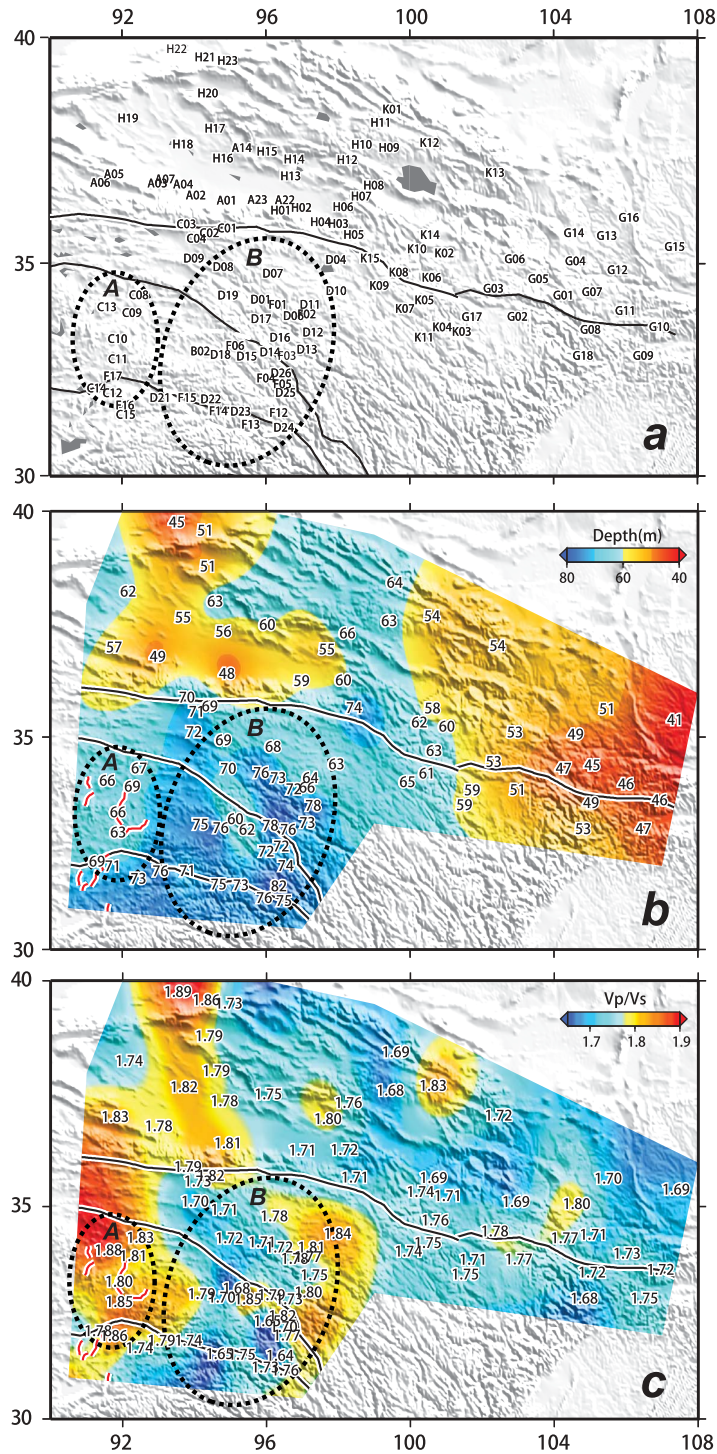 92 96 100 104 108
40
H22
H21 H23
H20
K01
H19 H11
H17
H18 A14 H15 H10 H09 K12
H16 H14 H12
A05 H13 K13
A06 A07 A03 A04 H08
A02 A01 A23 A22 H07
H01 H02 H06
C03 H04 H03 G16
C02 C01 H05 K14 G14 G13
C04 B K10 K02 G15
35
D09 D08 D04 K15 G06 G04
D07 K08 K06 G05 G12
A D10 K09 G03 G07
C08 D19 D01 K05 G01
C13 C09 F01 D11 K07 G02 G11
D17 D06 K02 G17 G10
C10 D16 D12 K04 K03 G08
F06 K11
B02 D18 D15 D14 F03 D13 G18 G09
C11
F17 F04 D26
C14 C12 F05 D25
D21 F15 D22
F16 F14 D23 F12
C15 F13 D24
a
30
40
45 51 Depth(m)
80 60 40
51
64
62 63
55 63 54
56 60 66
57 49 55 54
48 59 60
70 69 74 58 51
71 62 60 41
72 B 53 49
35
69 68 63
A 67 70 76 73 64 63 61 53 47 45
66 69 72 66 65 59 51 46
66 78 59 49 46
63 75 76 60 62 78 76 73 53 47
72 72
69 71 76 71 74
73 75 73 82
76 75
b
30
40
1.89 1.86 1.73 Vp/Vs
1.7 1.8 1.9
1.79
1.69
1.74 1.79
1.82 1.75 1.68 1.83
1.78 1.76
1.83 1.78 1.80 1.72
1.81 1.71 1.72
1.79 1.82 1.71 1.69 1.70
1.73 1.74 1.71 1.69
1.70 1.71 B 1.69 1.80
35
A 1.78 1.76
1.83 1.72 1.84 1.75 1.78 1.77 1.71
1.88 1.81 1.71 1.72 1.81 1.74 1.71 1.77 1.73
1.78 1.77 1.75 1.72 1.72
1.80 1.68 1.75
1.85 1.79 1.70 1.85 1.79 1.73 1.80 1.68 1.75
1.82
1.65 1.70
1.78 1.86 1.77
1.74 1.79 1.74
1.65 1.75 1.64
1.73 1.76
c
30
92 96 100 104 108